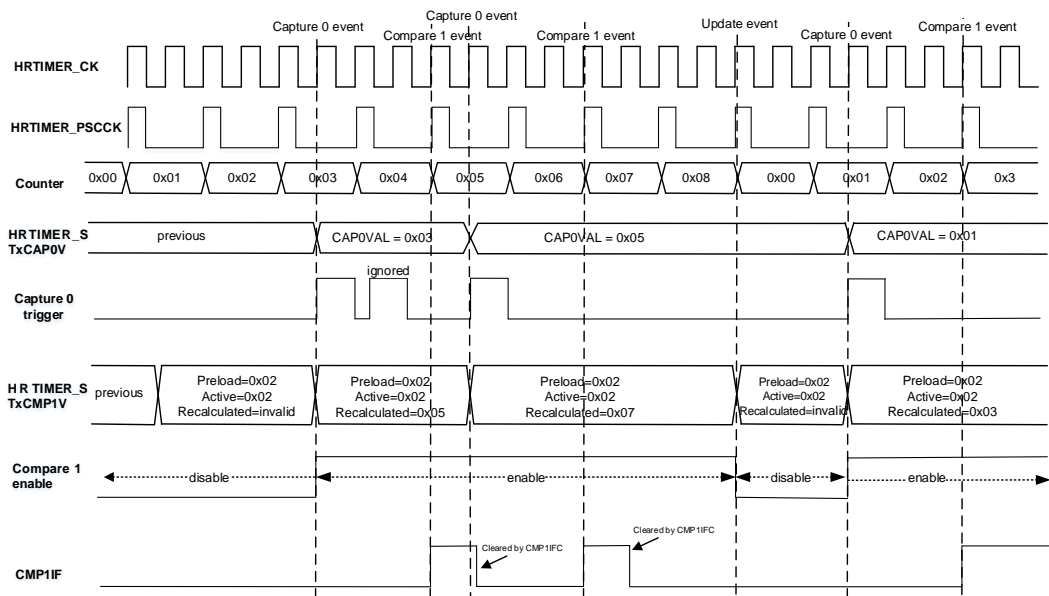 Capture 0 event
Capture 0 event
Compare 1 event
Compare 1 event
Update event
Capture 0 event
Compare 1 event
HRTIMER_CK
HRTIMER_PSCCK
Counter
0x00
0x01
0x02
0x03
0x04
0x05
0x06
0x07
0x08
0x00
0x01
0x02
0x3
HRTIMER_S
TxCAP0V
previous
CAP0VAL = 0x03
CAP0VAL = 0x05
CAP0VAL = 0x01
Capture 0
trigger
ignored
HRTIMER_S
TxCMP1V
previous
Preload=0x02
Active=0x02
Recalculated=invalid
Preload=0x02
Active=0x02
Recalculated=0x05
Preload=0x02
Active=0x02
Recalculated=0x07
Preload=0x02
Active=0x02
Recalculated=invalid
Preload=0x02
Active=0x02
Recalculated=0x03
Compare 1
enable
disable
enable
disable
enable
CMP1IF
Cleared by CMP1IFC
Cleared by CMP1IFC